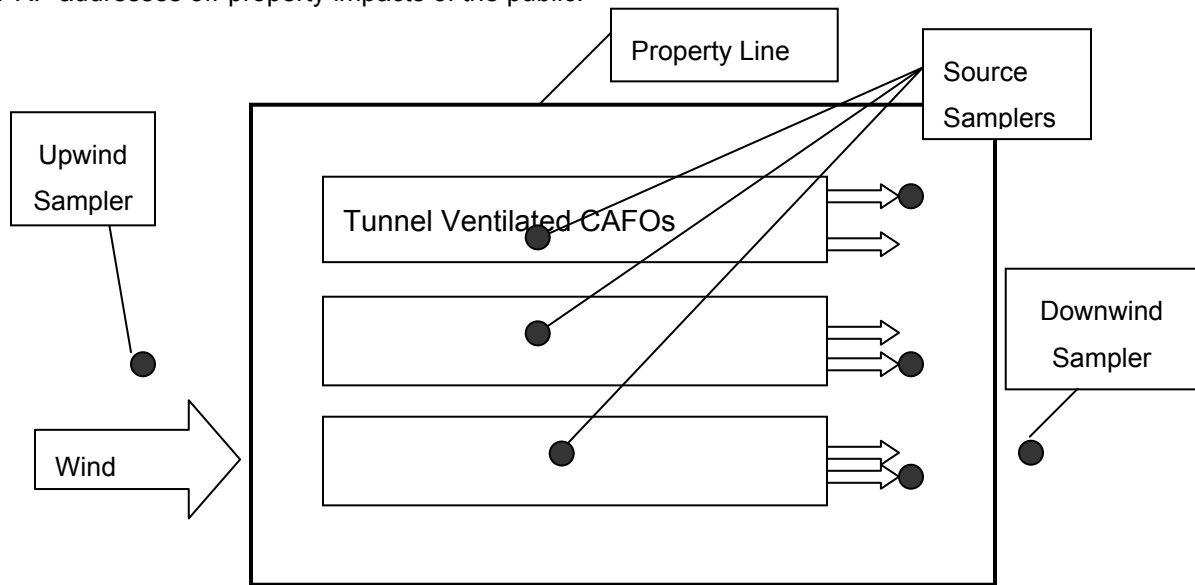 addresses off property impacts of the public.
Property Line
Source
Samplers
Upwind
Sampler
Tunnel Ventilated CAFOs
Downwind
Sampler
Wind